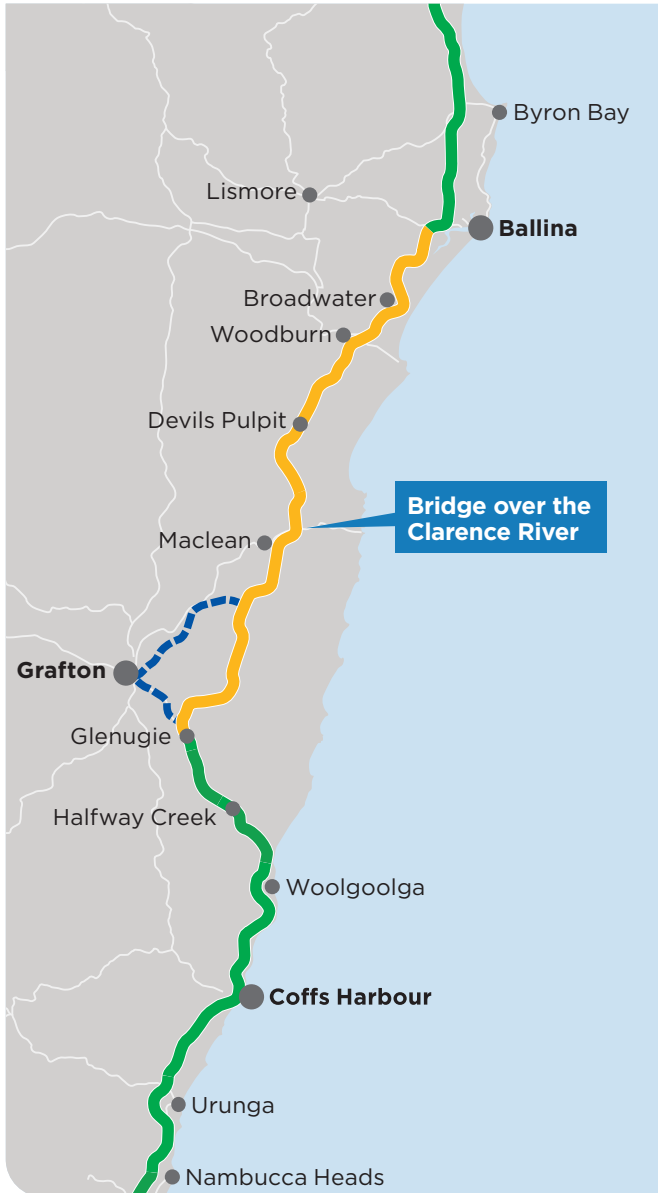 Byron Bay
Lismore
Ballina
Broadwater
Woodburn
Devils Pulpit
Bridge over the
Clarence River
Maclean
Grafton
Glenugie
Halfway Creek
Woolgoolga
Coffs Harbour
Urunga
Nambucca Heads